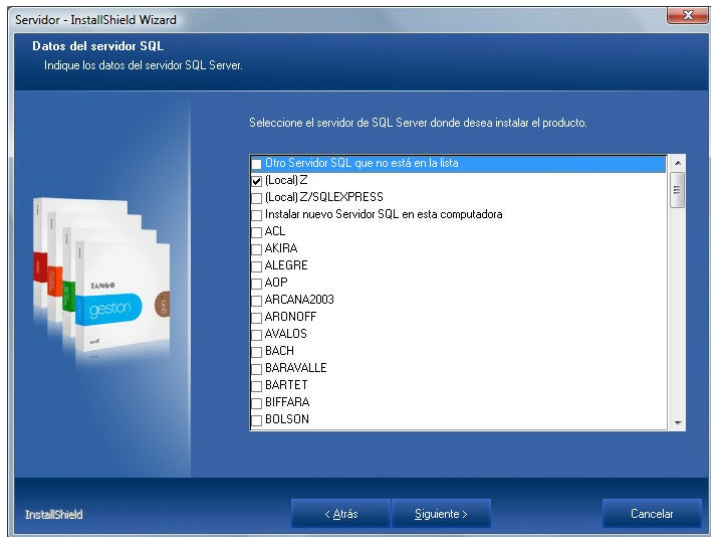 Servidor - InstallShield Wizard
Datos del servidor SQL
Indique los datos del servidor SQL Server.
Seleccione el servidor de SQL Server donde desea instalar el producto.
Otro Servidor SQL que no está en la lista
(Local) Z
(Local) Z/SQLEXPRESS
Instalar nuevo Servidor SQL en esta computadora
ACL
AKIRA
ALEGRE
AOP
ARCANA2003
ARONOFF
AVALOS
BACH
BARAVALLE
BARTET
BIFFARA
BOLSON
TANGO
gestión
InstallShield
< Atrás
Siguiente >
Cancelar